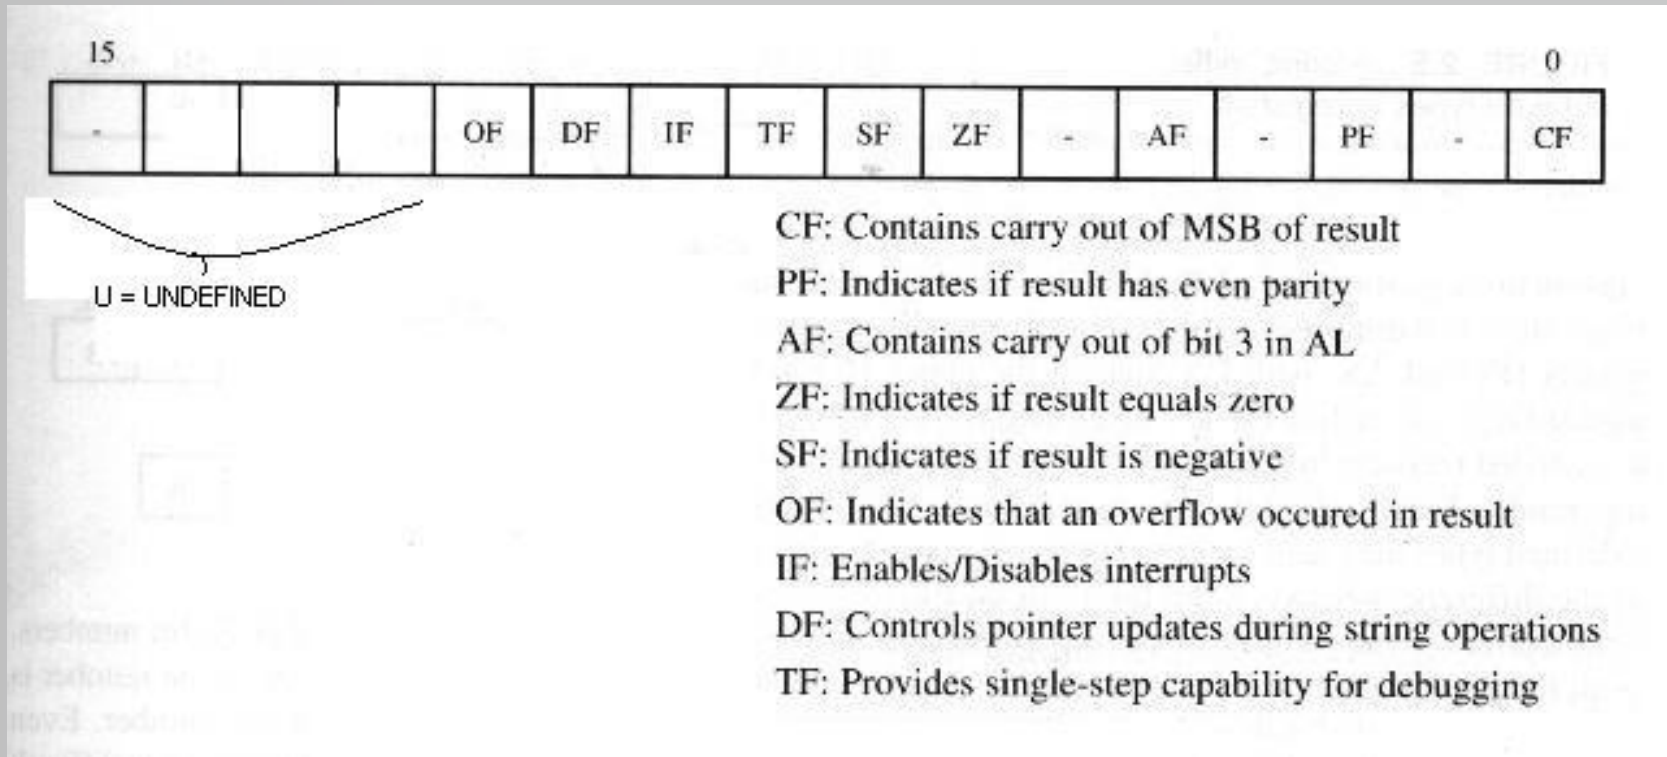 15 0
- OF DF IF TF SF ZF - AF - PF - CF
U = UNDEFINED
CF: Contains carry out of MSB of result
PF: Indicates if result has even parity
AF: Contains carry out of bit 3 in AL
ZF: Indicates if result equals zero
SF: Indicates if result is negative
OF: Indicates that an overflow occured in result
IF: Enables/Disables interrupts
DF: Controls pointer updates during string operations
TF: Provides single-step capability for debugging